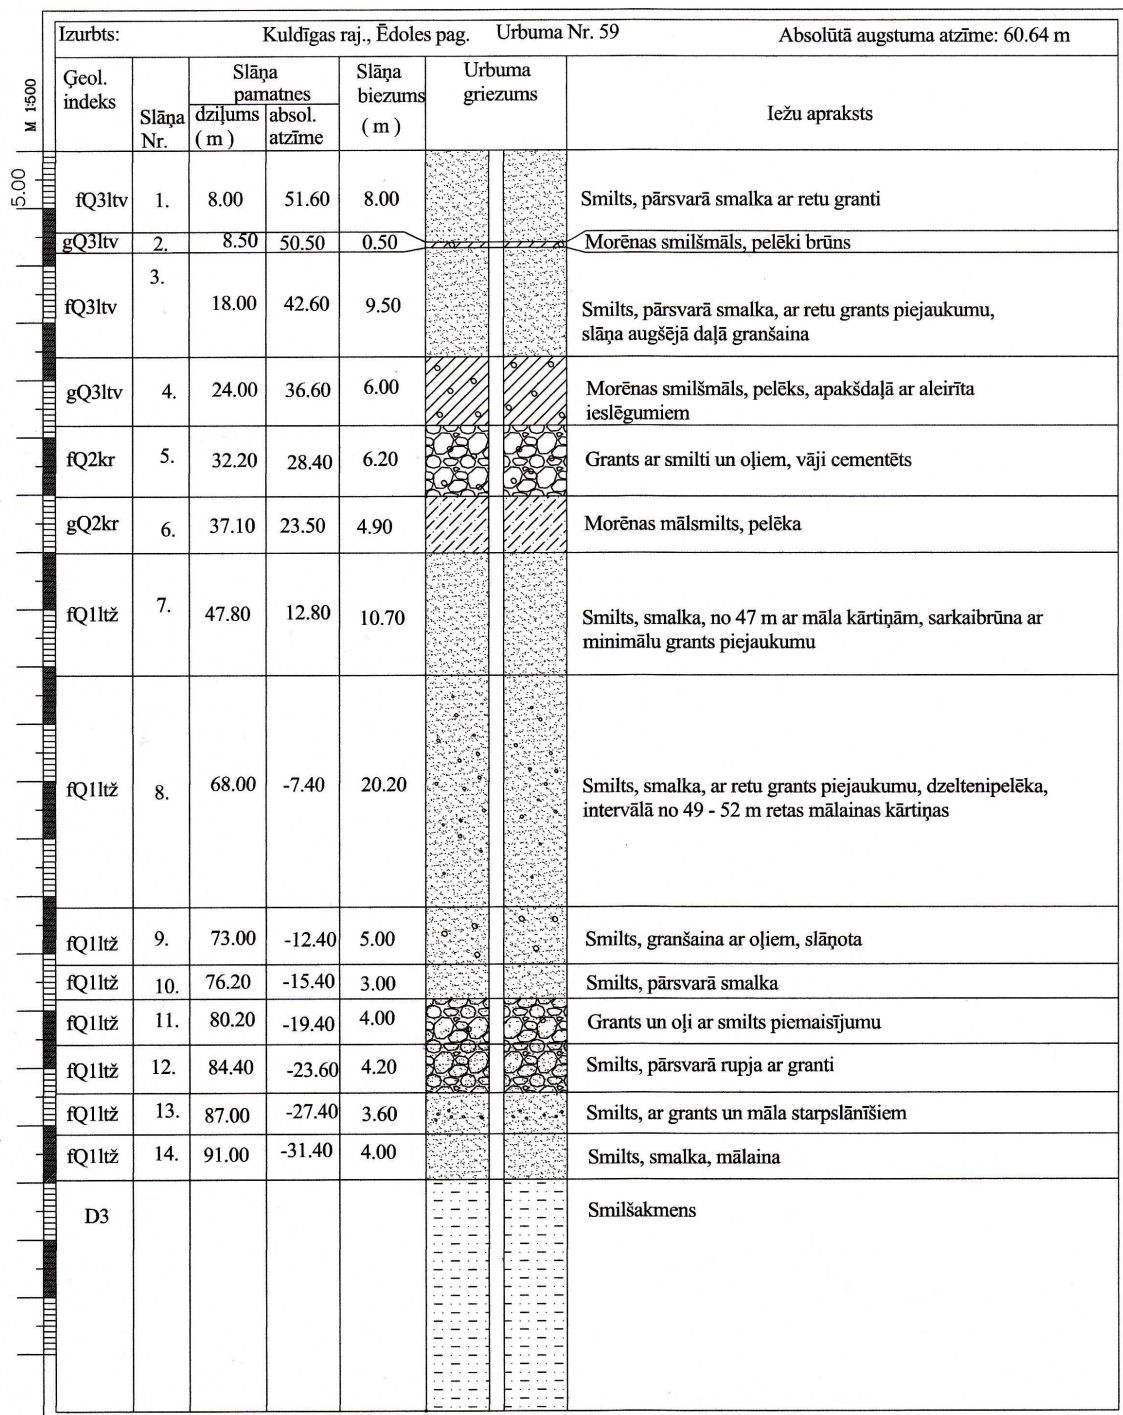 Izurbts: Kuldīgas raj., Ēdoles pag. Urbuma Nr. 59 Absolūtā augstuma atzīme: 60.64 m
M 1:500
Ģeol. indeks
Slāņa Nr.
Slāņa pamatnes
dziļums ( m )
absol. atzīme
Slāņa biezums ( m )
Urbuma griezums
Iežu apraksts
5.00
fQ3ltv 1. 8.00 51.60 8.00 Smilts, pārsvarā smalka ar retu granti
gQ3ltv 2. 8.50 50.50 0.50 Morēnas smilšmāls, pelēki brūns
fQ3ltv 3. 18.00 42.60 9.50 Smilts, pārsvarā smalka, ar retu grants piejaukumu,
slāņa augšējā daļā granšaina
gQ3ltv 4. 24.00 36.60 6.00 Morēnas smilšmāls, pelēks, apakšdaļā ar aleirīta
ieslēgumiem
fQ2kr 5. 32.20 28.40 6.20 Grants ar smilti un oļiem, vāji cementēts
gQ2kr 6. 37.10 23.50 4.90 Morēnas mālsmilts, pelēka
fQ1ltž 7. 47.80 12.80 10.70 Smilts, smalka, no 47 m ar māla kārtiņām, sarkaibrūna ar
minimālu grants piejaukumu
fQ1ltž 8. 68.00 -7.40 20.20 Smilts, smalka, ar retu grants piejaukumu, dzeltenipelēka,
intervālā no 49 - 52 m retas mālainas kārtiņas
fQ1ltž 9. 73.00 -12.40 5.00 Smilts, granšaina ar oļiem, slāņota
fQ1ltž 10. 76.20 -15.40 3.00 Smilts, pārsvarā smalka
fQ1ltž 11. 80.20 -19.40 4.00 Grants un oļi ar smilts piemaisījumu
fQ1ltž 12. 84.40 -23.60 4.20 Smilts, pārsvarā rupja ar granti
fQ1ltž 13. 87.00 -27.40 3.60 Smilts, ar grants un māla starpslānīšiem
fQ1ltž 14. 91.00 -31.40 4.00 Smilts, smalka, mālaina
D3 Smilšakmens